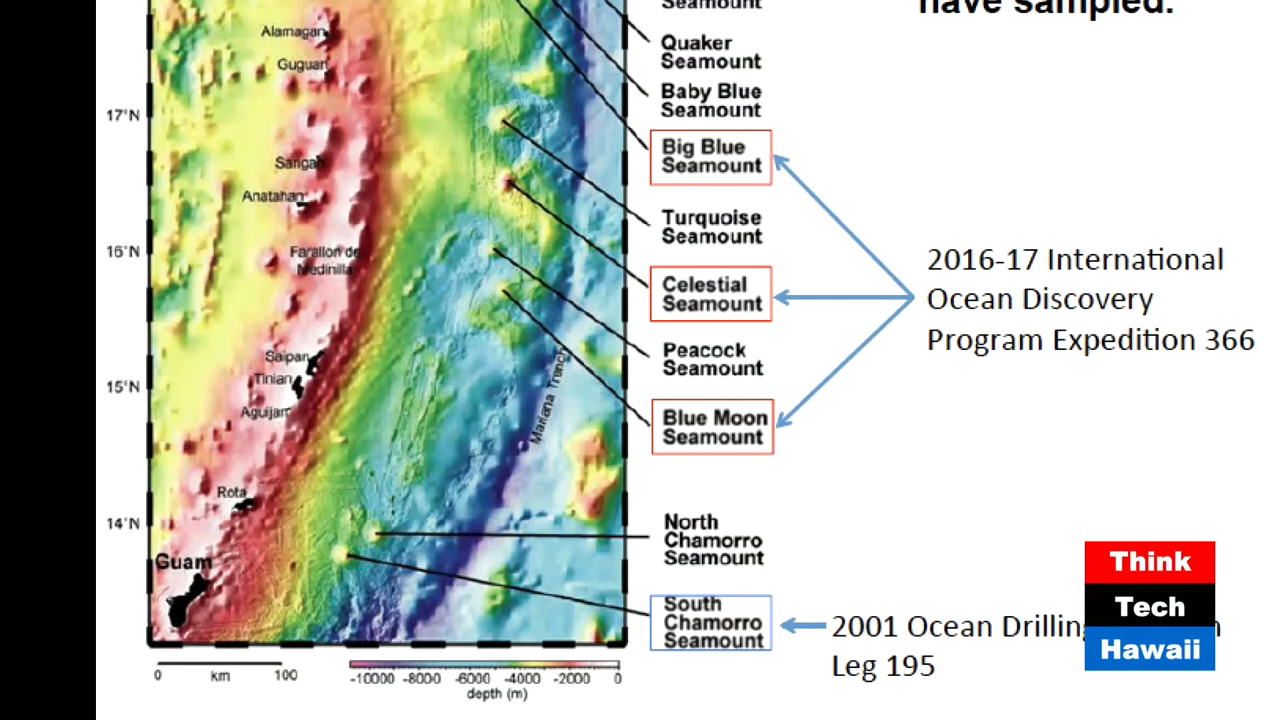 Seamount
have sampled.
Alamagan
Quaker
Seamount
Guguan
Baby Blue
Seamount
17°N
Big Blue
Seamount
Sarigan
Anatahan
Turquoise
Seamount
16°N
Farallon de
Medinilla
2016-17 International
Ocean Discovery
Program Expedition 366
Celestial
Seamount
Saipan
Peacock
Seamount
Tinian
15°N
Aguijan
Mariana Trench
Blue Moon
Seamount
Rota
14°N
North
Chamorro
Seamount
Guam
South
Chamorro
Seamount
2001 Ocean Drilling
Leg 195
Think
Tech
Hawaii
0 km 100
-10000 -8000 -6000 -4000 -2000 0
depth (m)